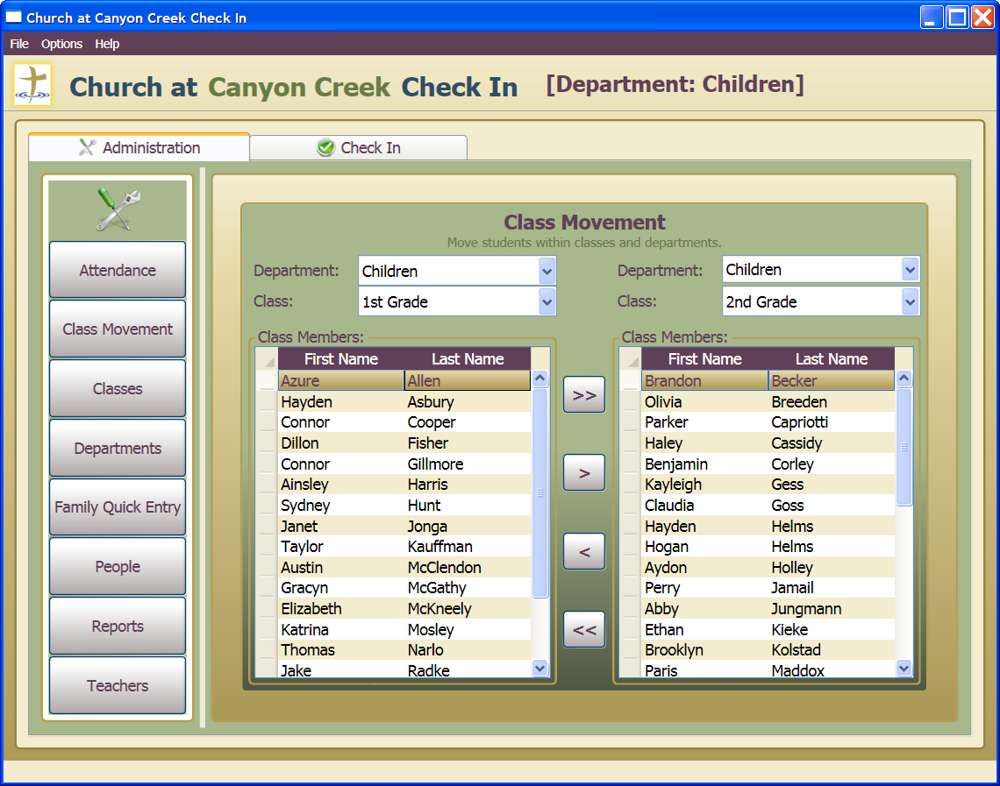 Church at Canyon Creek Check In
File Options Help
Church at Canyon Creek Check In [Department: Children]
Administration Check In
Attendance
Class Movement
Classes
Departments
Family Quick Entry
People
Reports
Teachers
Class Movement
Move students within classes and departments.
Department: Children Department: Children
Class: 1st Grade Class: 2nd Grade
Class Members:
First Name Last Name
Azure Allen
Hayden Asbury
Connor Cooper
Dillon Fisher
Connor Gillmore
Ainsley Harris
Sydney Hunt
Janet Jonga
Taylor Kauffman
Austin McClendon
Gracyn McGathy
Elizabeth McKneely
Katrina Mosley
Thomas Narlo
Jake Radke
>>
>
<
<<
Class Members:
First Name Last Name
Brandon Becker
Olivia Breeden
Parker Capriotti
Haley Cassidy
Benjamin Corley
Kayleigh Gess
Claudia Goss
Hayden Helms
Hogan Helms
Aydon Holley
Perry Jamail
Abby Jungmann
Ethan Kieke
Brooklyn Kolstad
Paris Maddox